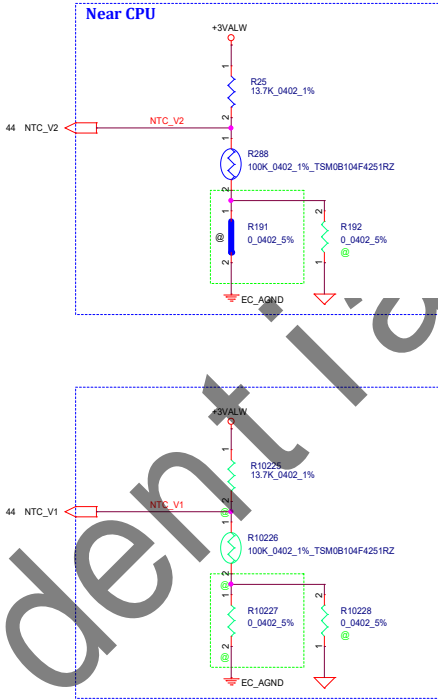 Near CPU
+3VALW
1
R25
13.7K_0402_1%
2
44 NTC_V2
NTC_V2
1
R288
100K_0402_1%_TSM0B104F4251RZ
2
1
2
R191
0_0402_5%
@
R192
0_0402_5%
@
2
1
EC_AGND
+3VALW
1
R10225
13.7K_0402_1%
2
44 NTC_V1
NTC_V1
@
1
R10226
100K_0402_1%_TSM0B104F4251RZ
2
@
1
2
R10227
0_0402_5%
@
R10228
0_0402_5%
@
2
1
EC_AGND
dential